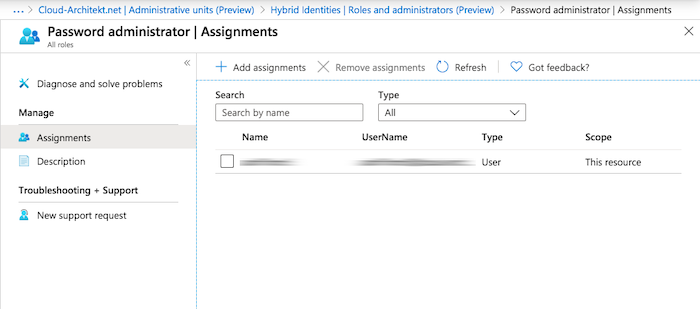 ··· > Cloud-Architekt.net | Administrative units (Preview) > Hybrid Identities | Roles and administrators (Preview) > Password administrator | Assignments
Password administrator | Assignments
All roles
«
Diagnose and solve problems
Manage
Assignments
Description
Troubleshooting + Support
New support request
+ Add assignments × Remove assignments Refresh | Got feedback?
Search Type
Search by name All
Name UserName Type Scope
User This resource